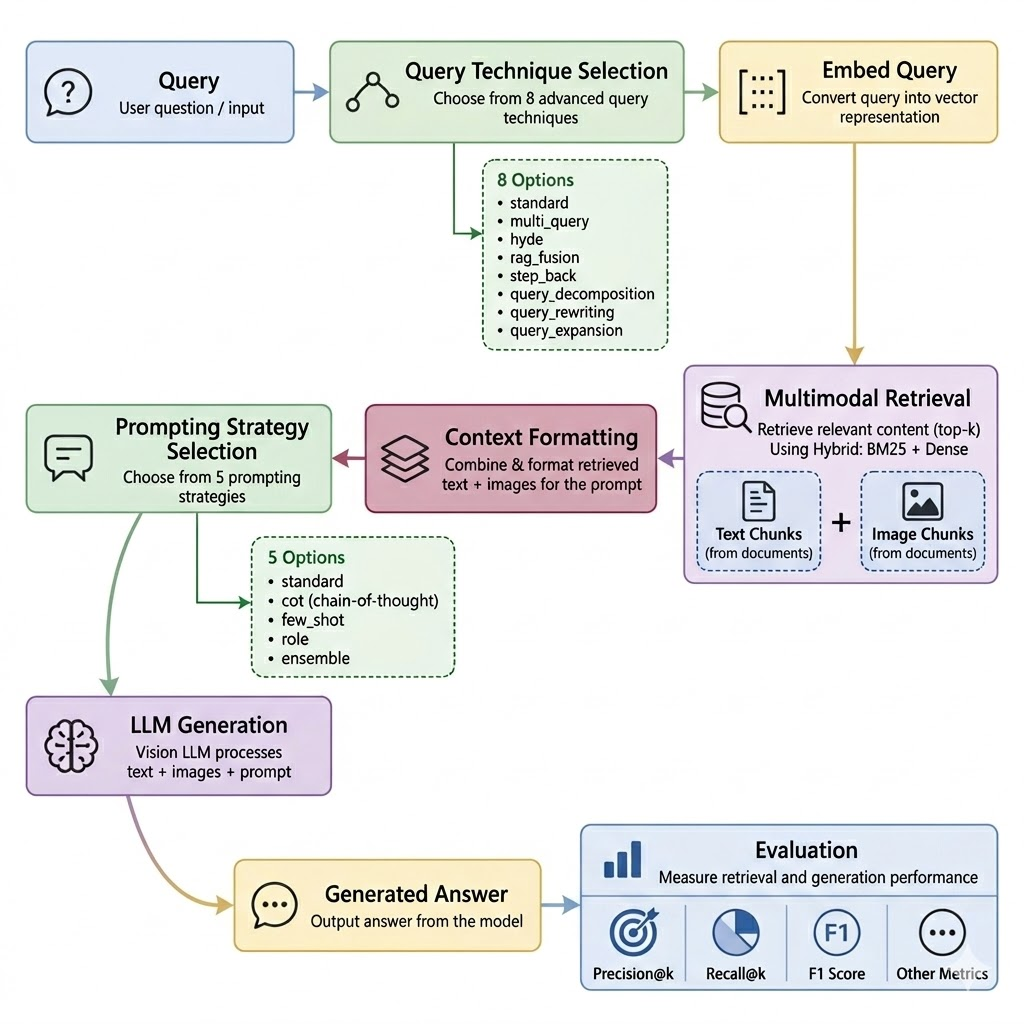 Query
User question / input
Query Technique Selection
Choose from 8 advanced query
techniques
Embed Query
Convert query into vector
representation
8 Options
• standard
• multi_query
• hyde
• rag_fusion
• step_back
• query_decomposition
• query_rewriting
• query_expansion
Multimodal Retrieval
Retrieve relevant content (top-k)
Using Hybrid: BM25 + Dense
Text Chunks
(from documents)
+
Image Chunks
(from documents)
Context Formatting
Combine & format retrieved
text + images for the prompt
Prompting Strategy
Selection
Choose from 5 prompting
strategies
5 Options
• standard
• cot (chain-of-thought)
• few_shot
• role
• ensemble
LLM Generation
Vision LLM processes
text + images + prompt
Generated Answer
Output answer from the model
Evaluation
Measure retrieval and generation performance
Precision@k
Recall@k
F1
F1 Score
Other Metrics